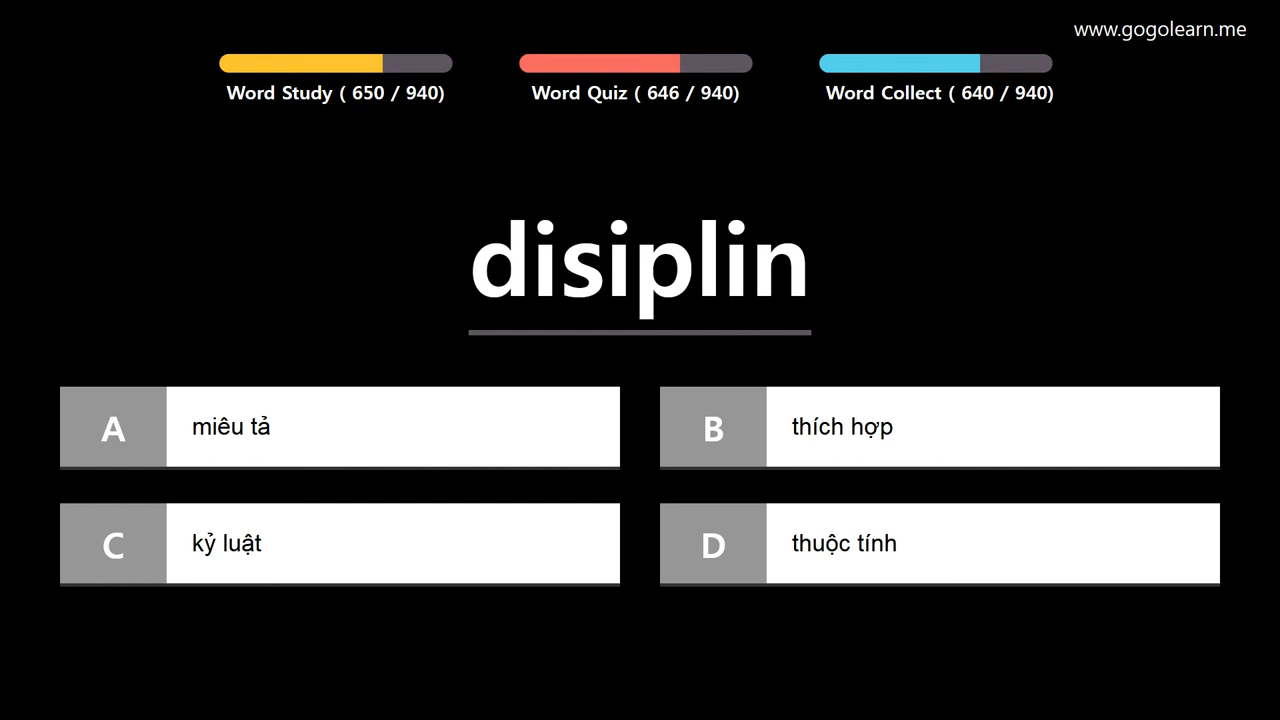 www.gogolearn.me
Word Study ( 650 / 940)
Word Quiz ( 646 / 940)
Word Collect ( 640 / 940)
disiplin
A miêu tả
B thích hợp
C kỷ luật
D thuộc tính